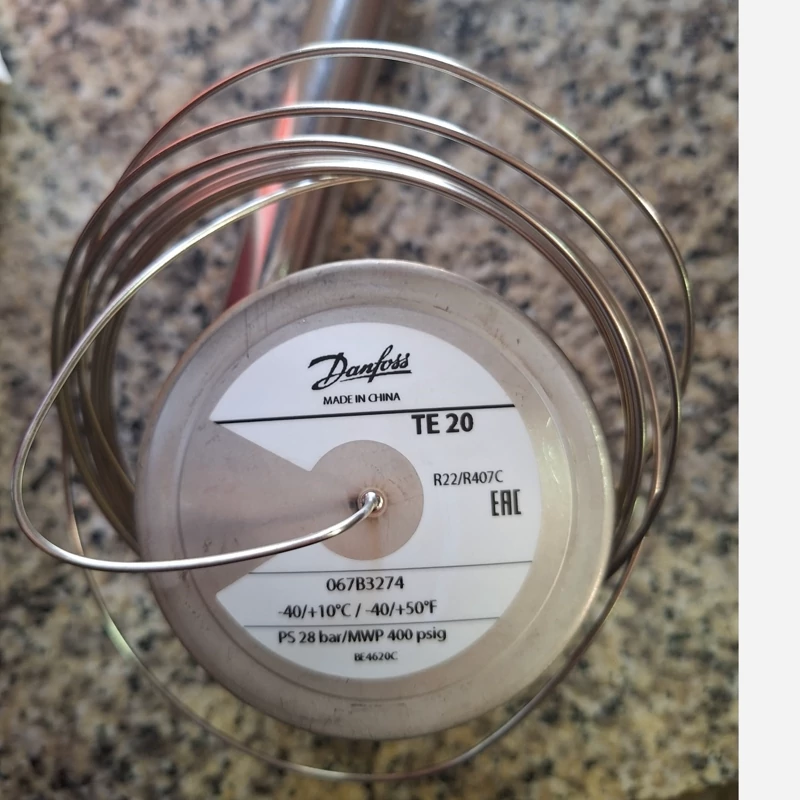 Danfoss
MADE IN CHINA
TE 20
R22/R407C
EAC
067B3274
-40/+10°C / -40/+50°F
PS 28 bar/MWP 400 psig
BE4620C